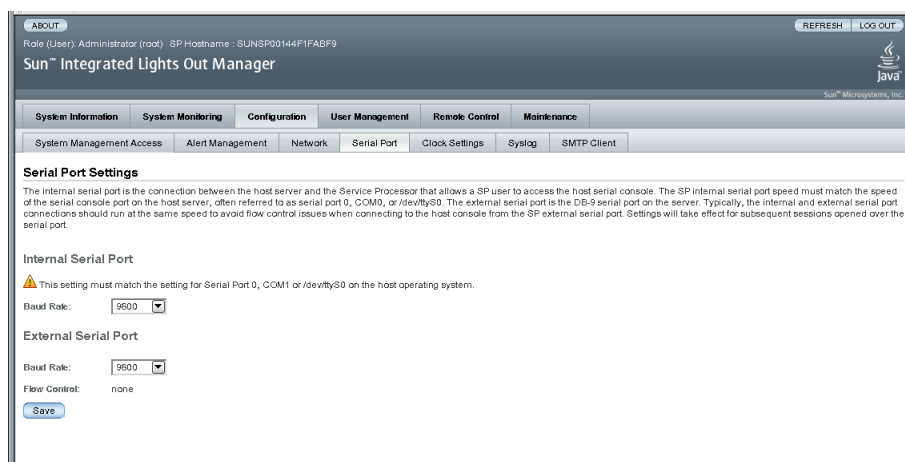 ABOUT
REFRESH LOG OUT
Role (User): Administrator (root) SP Hostname : SUNSP00144F1FABF9
Sun™ Integrated Lights Out Manager
Java™
Sun™ Microsystems, Inc.
System Information System Monitoring Configuration User Management Remote Control Maintenance
System Management Access Alert Management Network Serial Port Clock Settings Syslog SMTP Client
Serial Port Settings
The internal serial port is the connection between the host server and the Service Processor that allows a SP user to access the host serial console. The SP internal serial port speed must match the speed
of the serial console port on the host server, often referred to as serial port 0, COM0, or /dev/ttyS0. The external serial port is the DB-9 serial port on the server. Typically, the internal and external serial port
connections should run at the same speed to avoid flow control issues when connecting to the host console from the SP external serial port. Settings will take effect for subsequent sessions opened over the
serial port.
Internal Serial Port
This setting must match the setting for Serial Port 0, COM1 or /dev/ttyS0 on the host operating system.
Baud Rate: 9600
External Serial Port
Baud Rate: 9600
Flow Control: none
Save